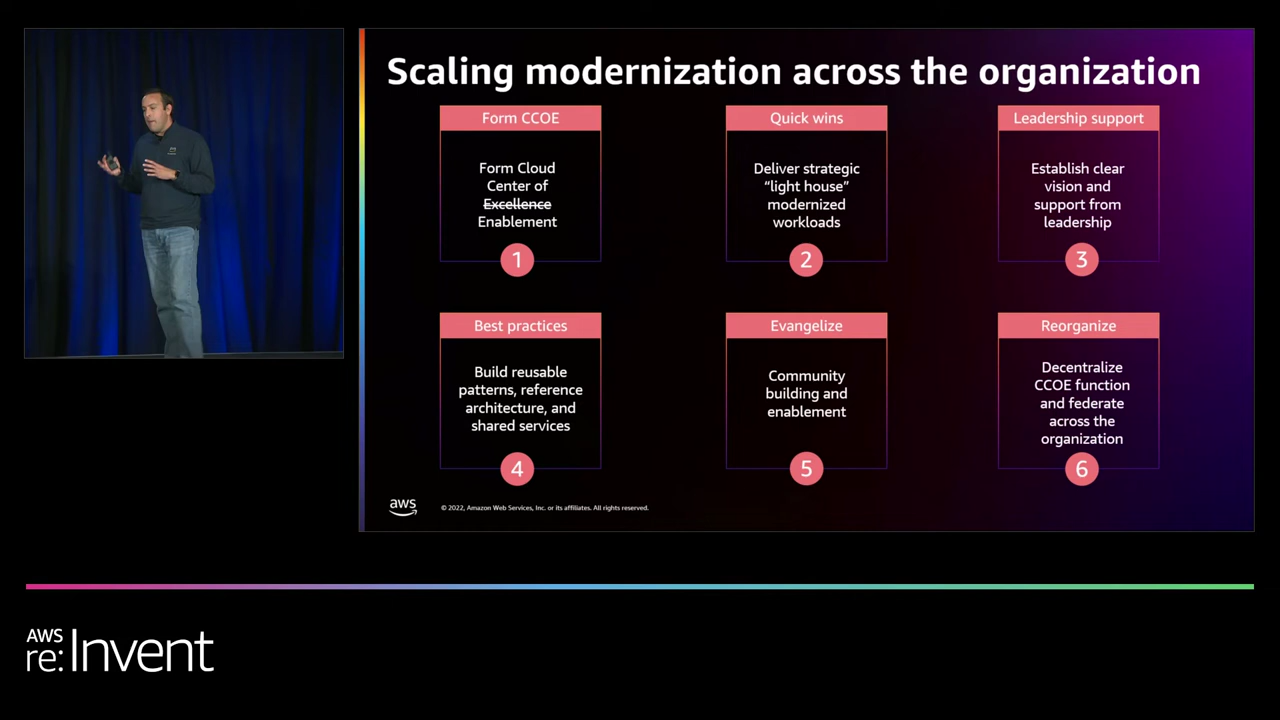 Scaling modernization across the organization
Form CCOE
Form Cloud
Center of
Excellence
Enablement
1
Quick wins
Deliver strategic
“light house”
modernized
workloads
2
Leadership support
Establish clear
vision and
support from
leadership
3
Best practices
Build reusable
patterns, reference
architecture, and
shared services
4
Evangelize
Community
building and
enablement
5
Reorganize
Decentralize
CCOE function
and federate
across the
organization
6
aws
© 2022, Amazon Web Services, Inc. or its affiliates. All rights reserved.
AWS
re:Invent